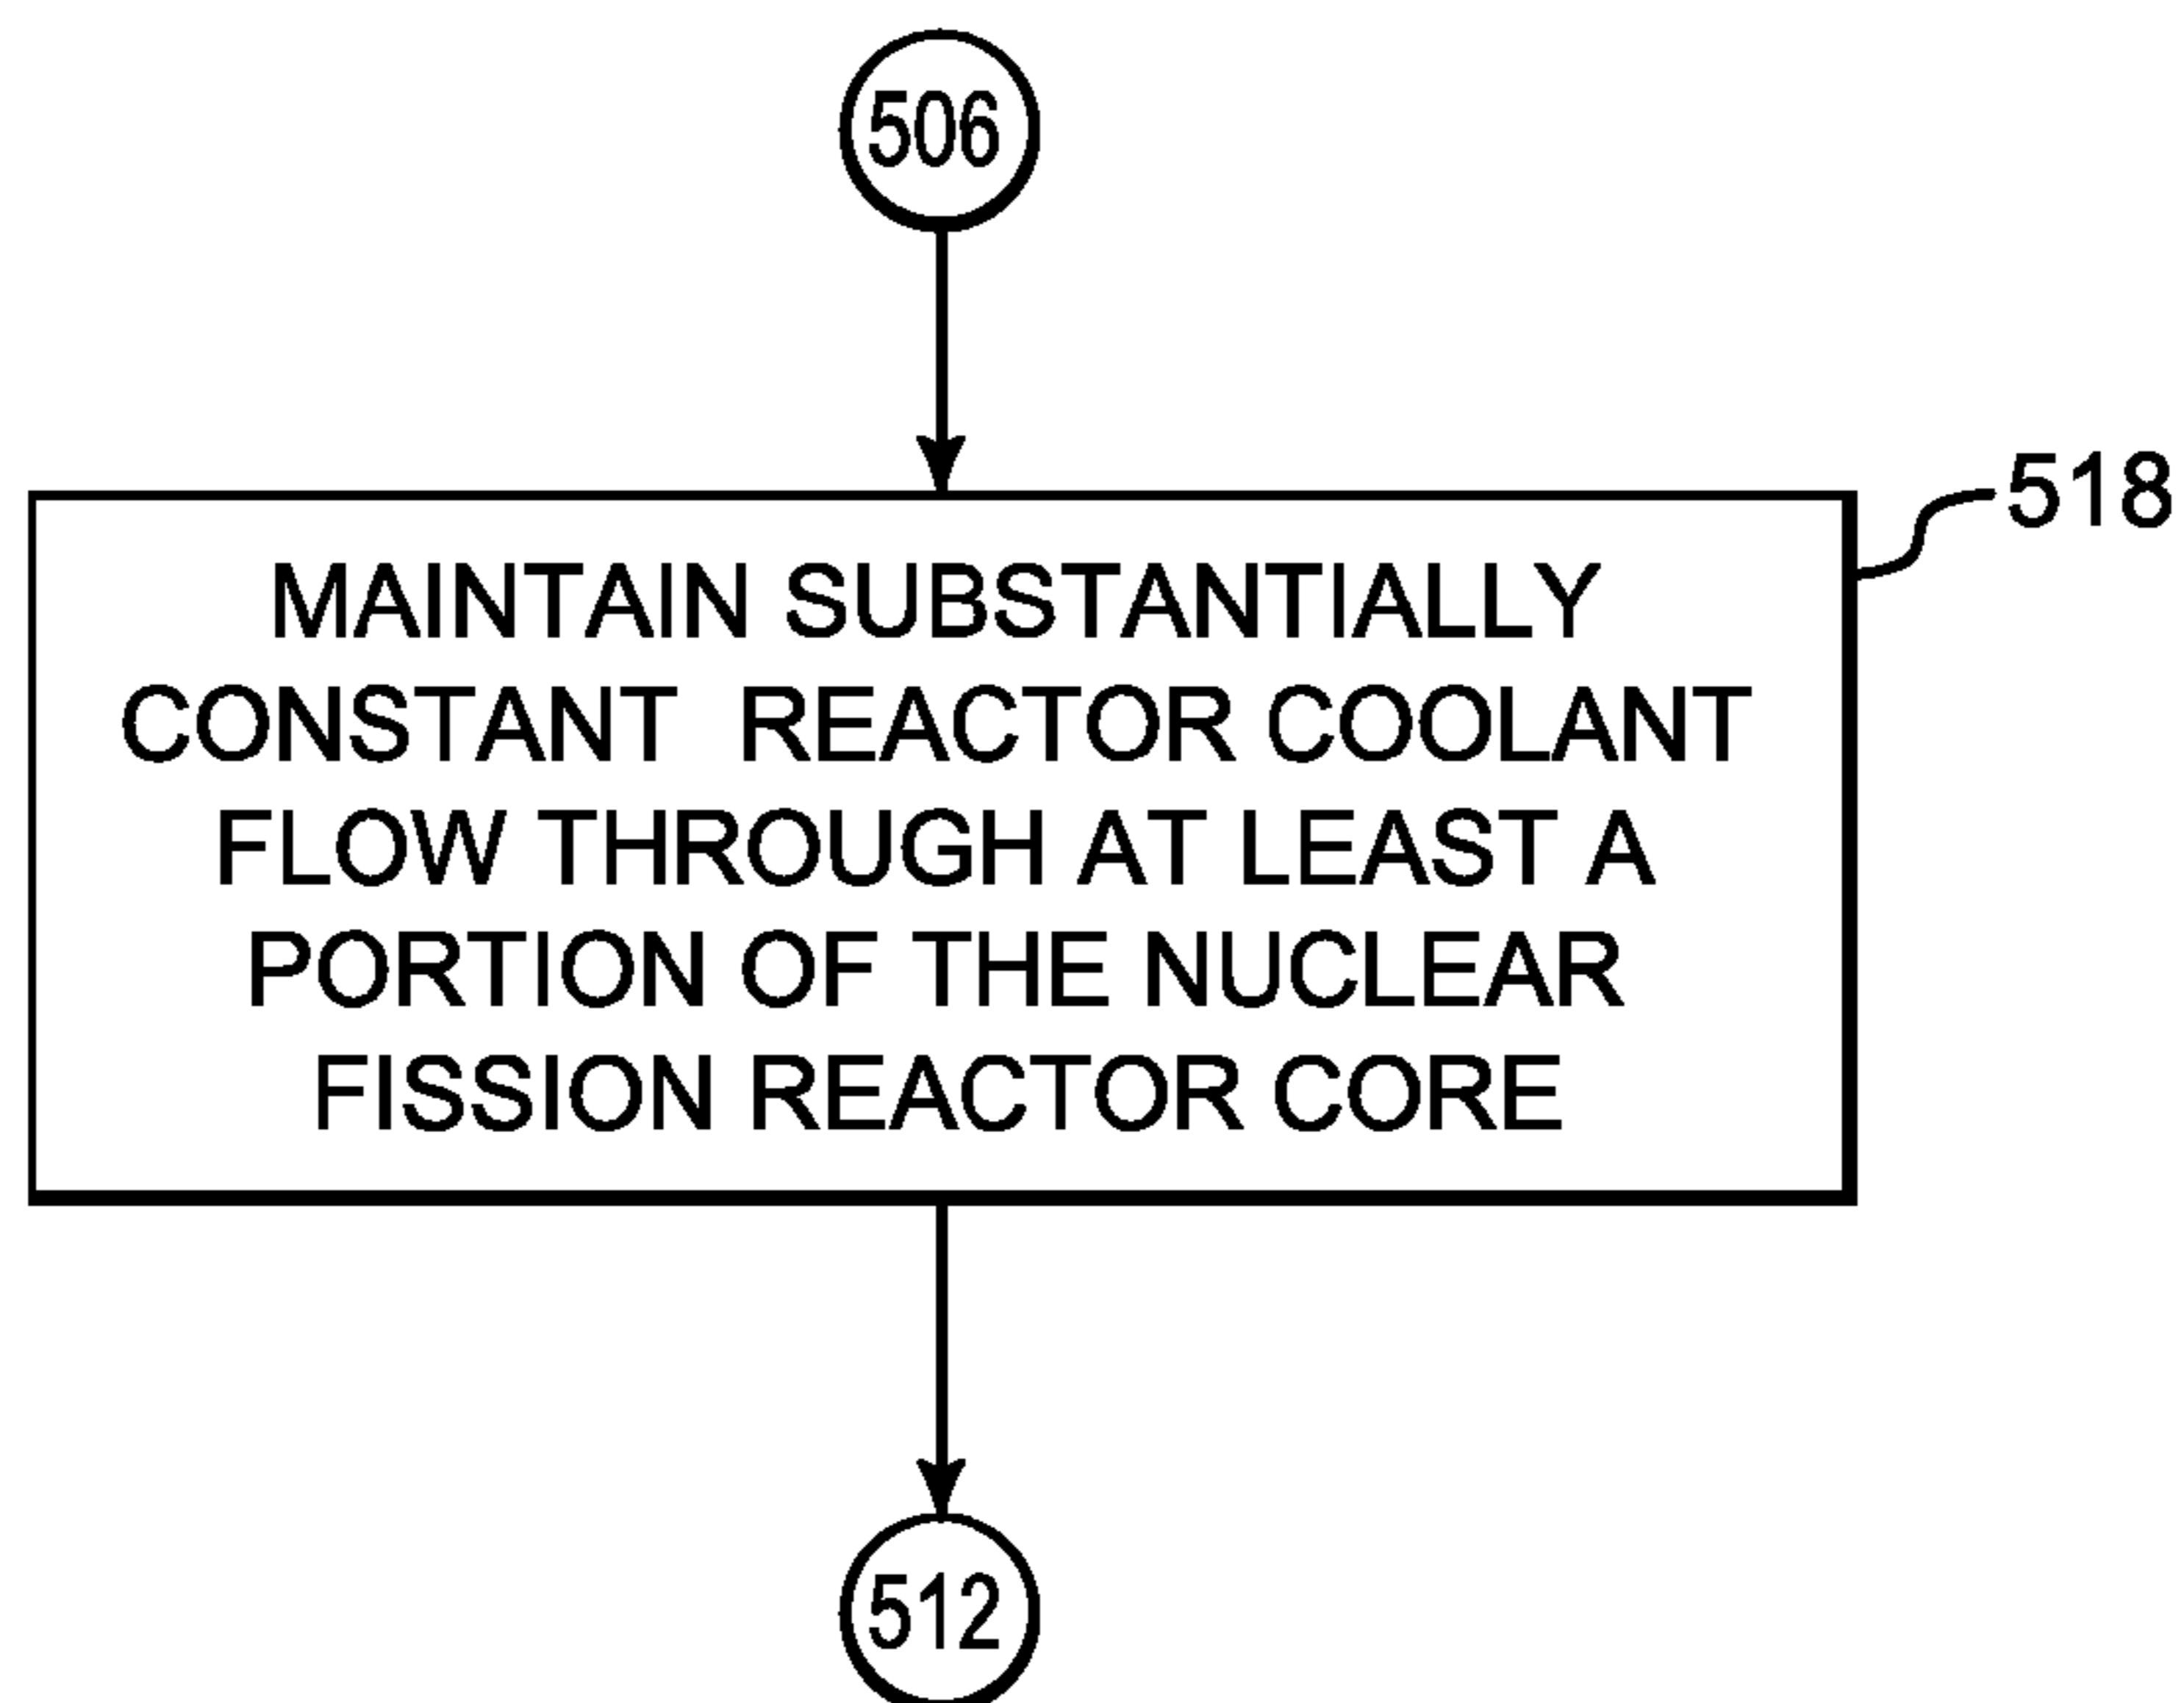 506
518
MAINTAIN SUBSTANTIALLY
CONSTANT REACTOR COOLANT
FLOW THROUGH AT LEAST A
PORTION OF THE NUCLEAR
FISSION REACTOR CORE
512